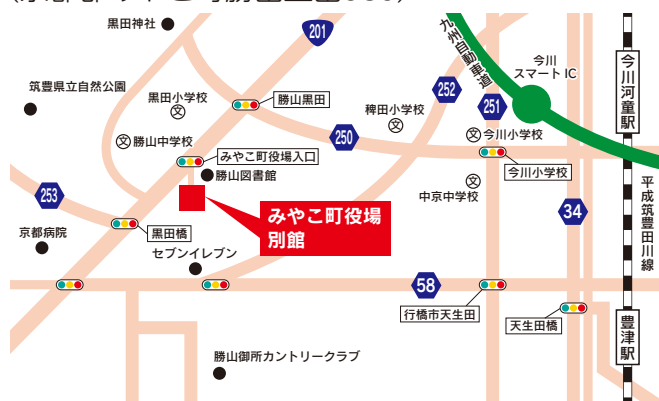 黒田神社
201
九州自動車道
今川
スマートIC
今川河童駅
筑豊県立自然公園
黒田小学校
勝山黒田
稗田小学校
252
251
勝山中学校
250
今川小学校
みやこ町役場入口
今川小学校
勝山図書館
中京中学校
253
みやこ町役場
別館
34
平成筑豊田川線
黒田橋
京都病院
セブンイレブン
58
行橋市天生田
天生田橋
豊津駅
勝山御所カントリークラブ